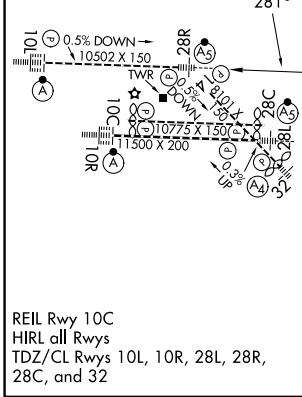 281°
10L
P
0.5% DOWN
10502 X 150
28R
A5
A
TWR
P
P
0.5%
DOWN
10C
P
P
28C
A5
10775 X 150
P
28L
10R
11500 X 200
A
P
0.3%
UP
P
A4
32
REIL Rwy 10C
HIRL all Rwys
TDZ/CL Rwys 10L, 10R, 28L, 28R,
28C, and 32